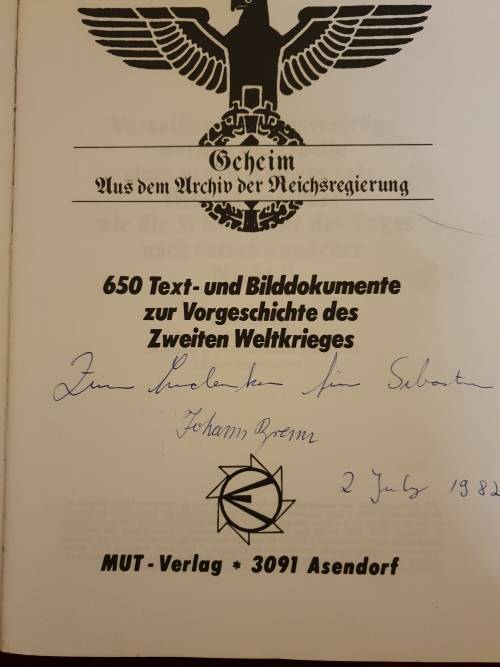 Geheim
Aus dem Archiv der Reichsregierung
650 Text- und Bilddokumente
zur Vorgeschichte des
Zweiten Weltkrieges
Zum Andenken für Sebastian
Johann
2 July 1982
MUT-Verlag * 3091 Asendorf